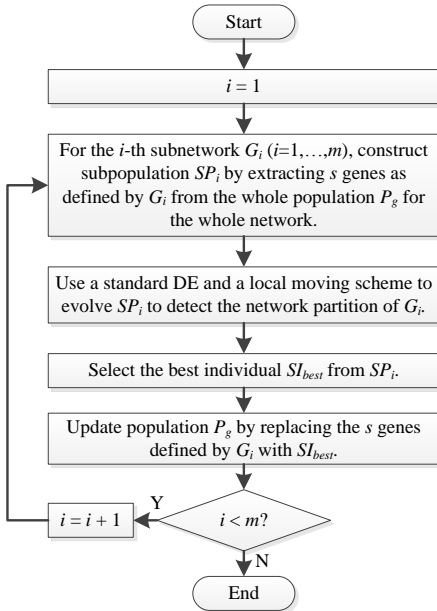 Start
i = 1
For the i-th subnetwork Gi (i=1,…,m), construct
subpopulation SPi by extracting s genes as
defined by Gi from the whole population Pg for
the whole network.
Use a standard DE and a local moving scheme to
evolve SPi to detect the network partition of Gi.
Select the best individual SIbest from SPi.
Update population Pg by replacing the s genes
defined by Gi with SIbest.
i = i + 1
Y
i < m?
N
End